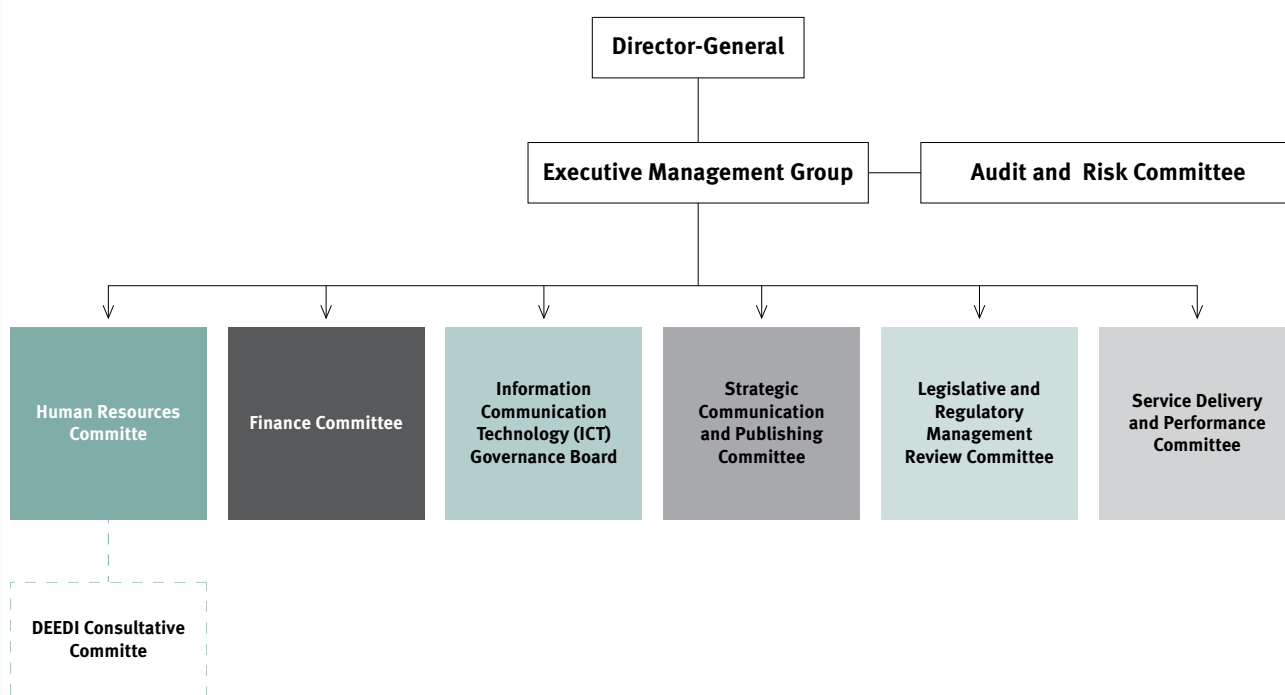 Director-General
Executive Management Group
Audit and Risk Committee
Human Resources
Committe
Finance Committee
Information
Communication
Technology (ICT)
Governance Board
Strategic
Communication
and Publishing
Committee
Legislative and
Regulatory
Management
Review Committee
Service Delivery
and Performance
Committee
DEEDI Consultative
Committe